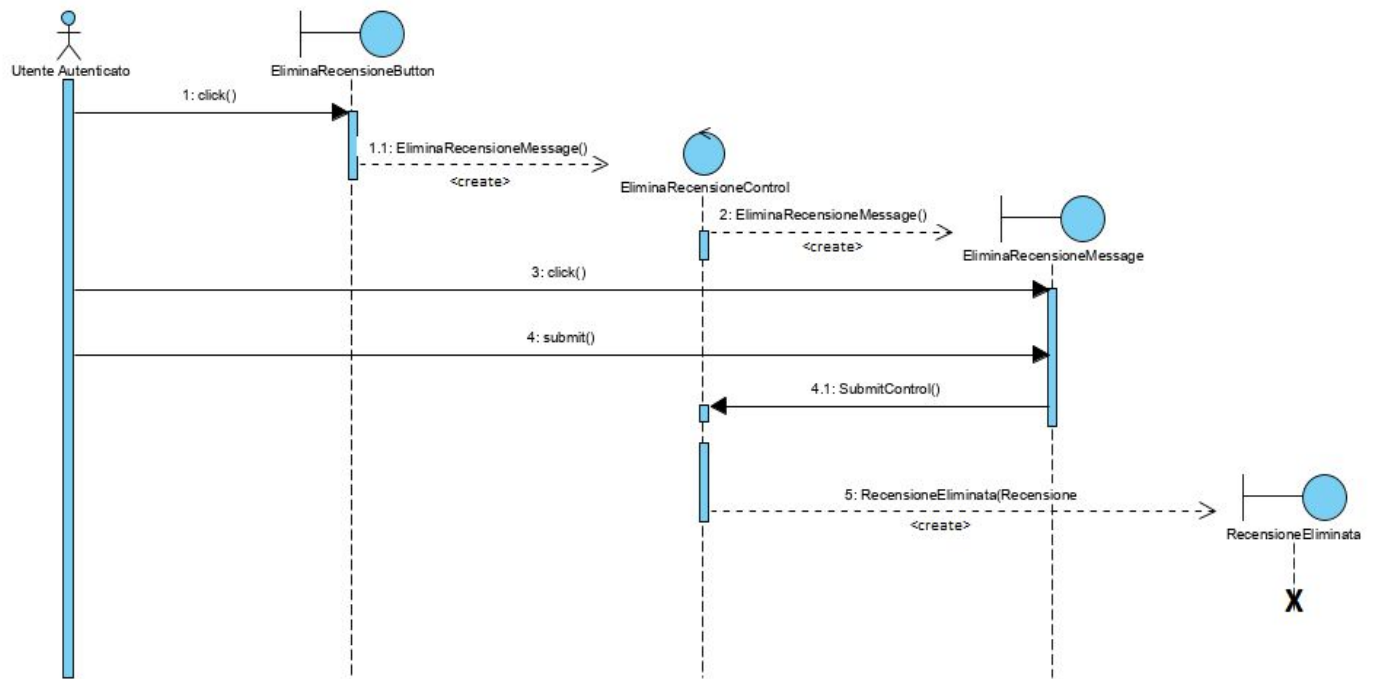 Utente Autenticato
EliminaRecensioneButton
1: click()
1.1: EliminaRecensioneMessage()
<create>
EliminaRecensioneControl
2: EliminaRecensioneMessage()
<create>
EliminaRecensioneMessage
3: click()
4: submit()
4.1: SubmitControl()
5: RecensioneEliminata(Recensione
<create>
RecensioneEliminata
X